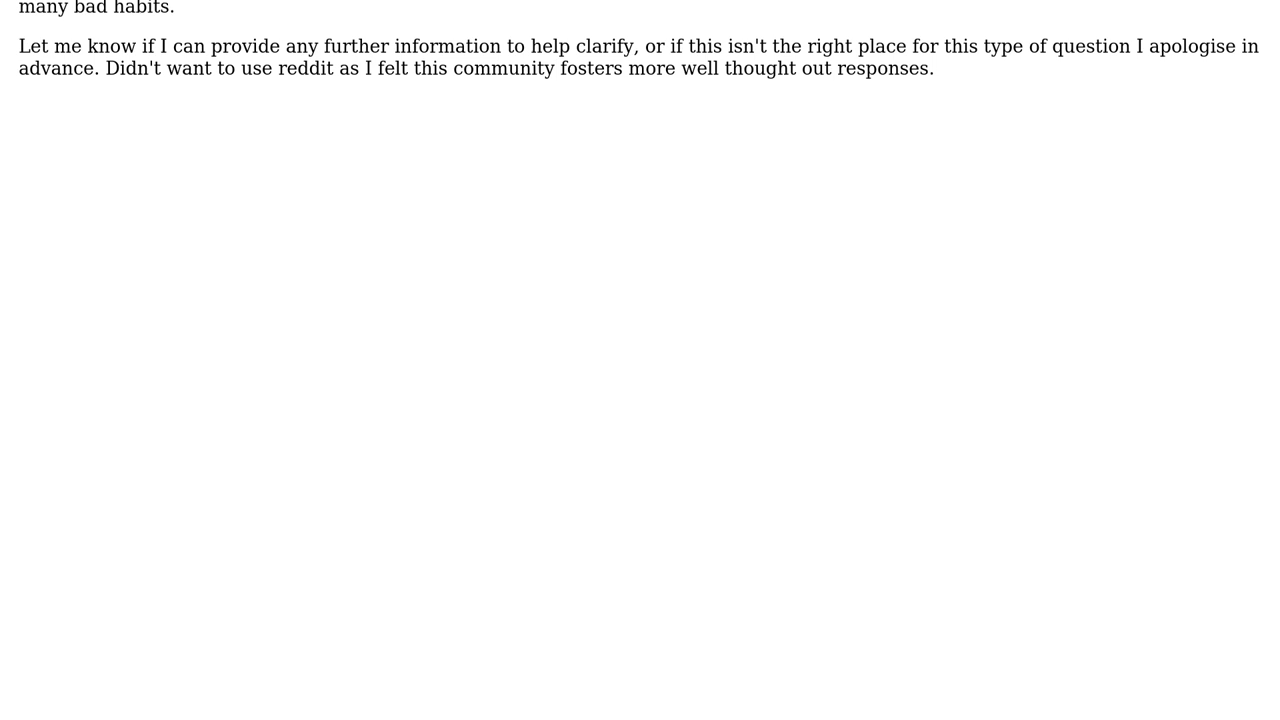 many bad habits.
Let me know if I can provide any further information to help clarify, or if this isn't the right place for this type of question I apologise in
advance. Didn't want to use reddit as I felt this community fosters more well thought out responses.